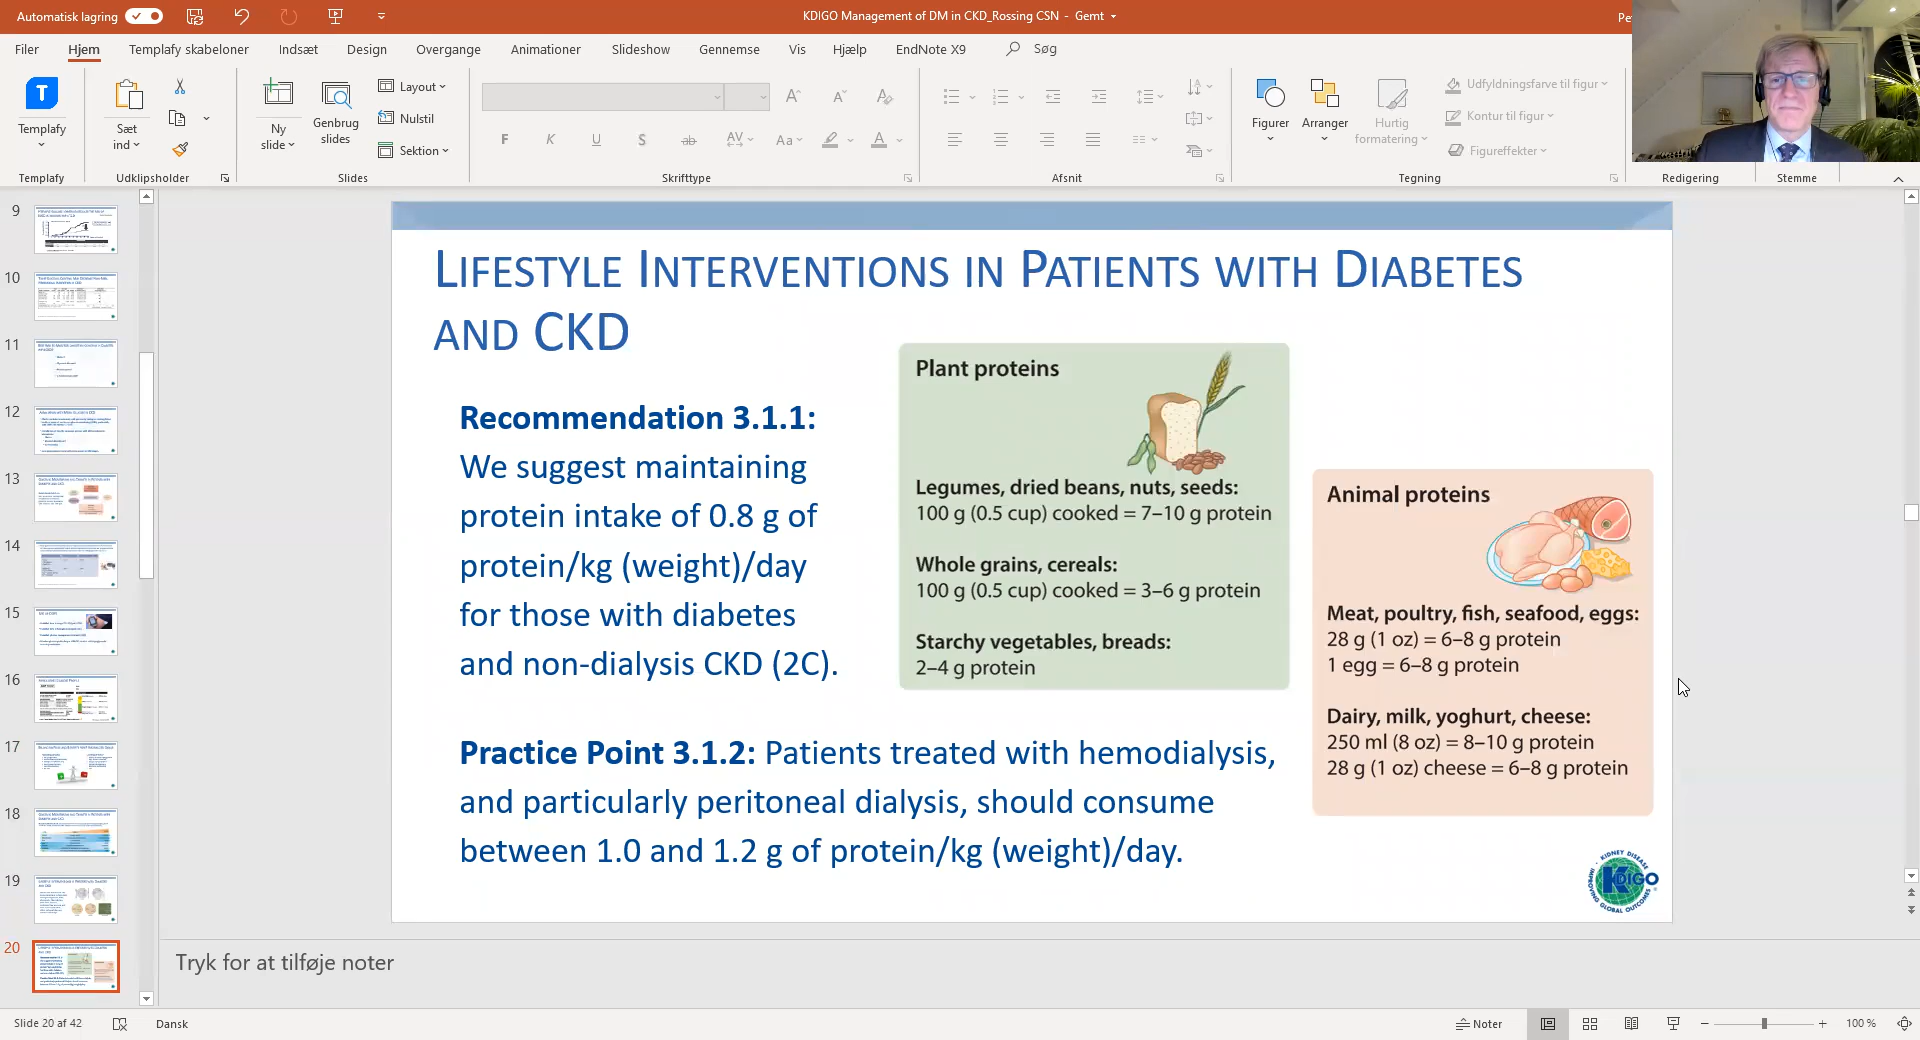 Automatisk lagring
KDIGO Management of DM in CKD_Rossing CSN - Gemt
Pe
Filer Hjem Templafy skabeloner Indsæt Design Overgange Animationer Slideshow Gennemse Vis Hjælp EndNote X9 Søg
Templafy
Sæt ind
Ny slide
Genbrug slides
Layout
Nulstil
Sektion
F K U S ab AV Aa A
Figurer
Arranger
Hurtig formatering
Udfyldningsfarve til figur
Kontur til figur
Figureffekter
Templafy Udklipsholder Slides Skrifttype Afsnit Tegning Redigering Stemme
9
10
11
12
13
14
15
16
17
18
19
20
LIFESTYLE INTERVENTIONS IN PATIENTS WITH DIABETES
AND CKD
Recommendation 3.1.1:
We suggest maintaining
protein intake of 0.8 g of
protein/kg (weight)/day
for those with diabetes
and non-dialysis CKD (2C).
Plant proteins
Legumes, dried beans, nuts, seeds:
100 g (0.5 cup) cooked = 7–10 g protein
Whole grains, cereals:
100 g (0.5 cup) cooked = 3–6 g protein
Starchy vegetables, breads:
2–4 g protein
Animal proteins
Meat, poultry, fish, seafood, eggs:
28 g (1 oz) = 6–8 g protein
1 egg = 6–8 g protein
Dairy, milk, yoghurt, cheese:
250 ml (8 oz) = 8–10 g protein
28 g (1 oz) cheese = 6–8 g protein
Practice Point 3.1.2: Patients treated with hemodialysis,
and particularly peritoneal dialysis, should consume
between 1.0 and 1.2 g of protein/kg (weight)/day.
KIDNEY DISEASE
KDIGO
IMPROVING GLOBAL OUTCOMES
Tryk for at tilføje noter
Slide 20 af 42
Dansk
Noter
100 %